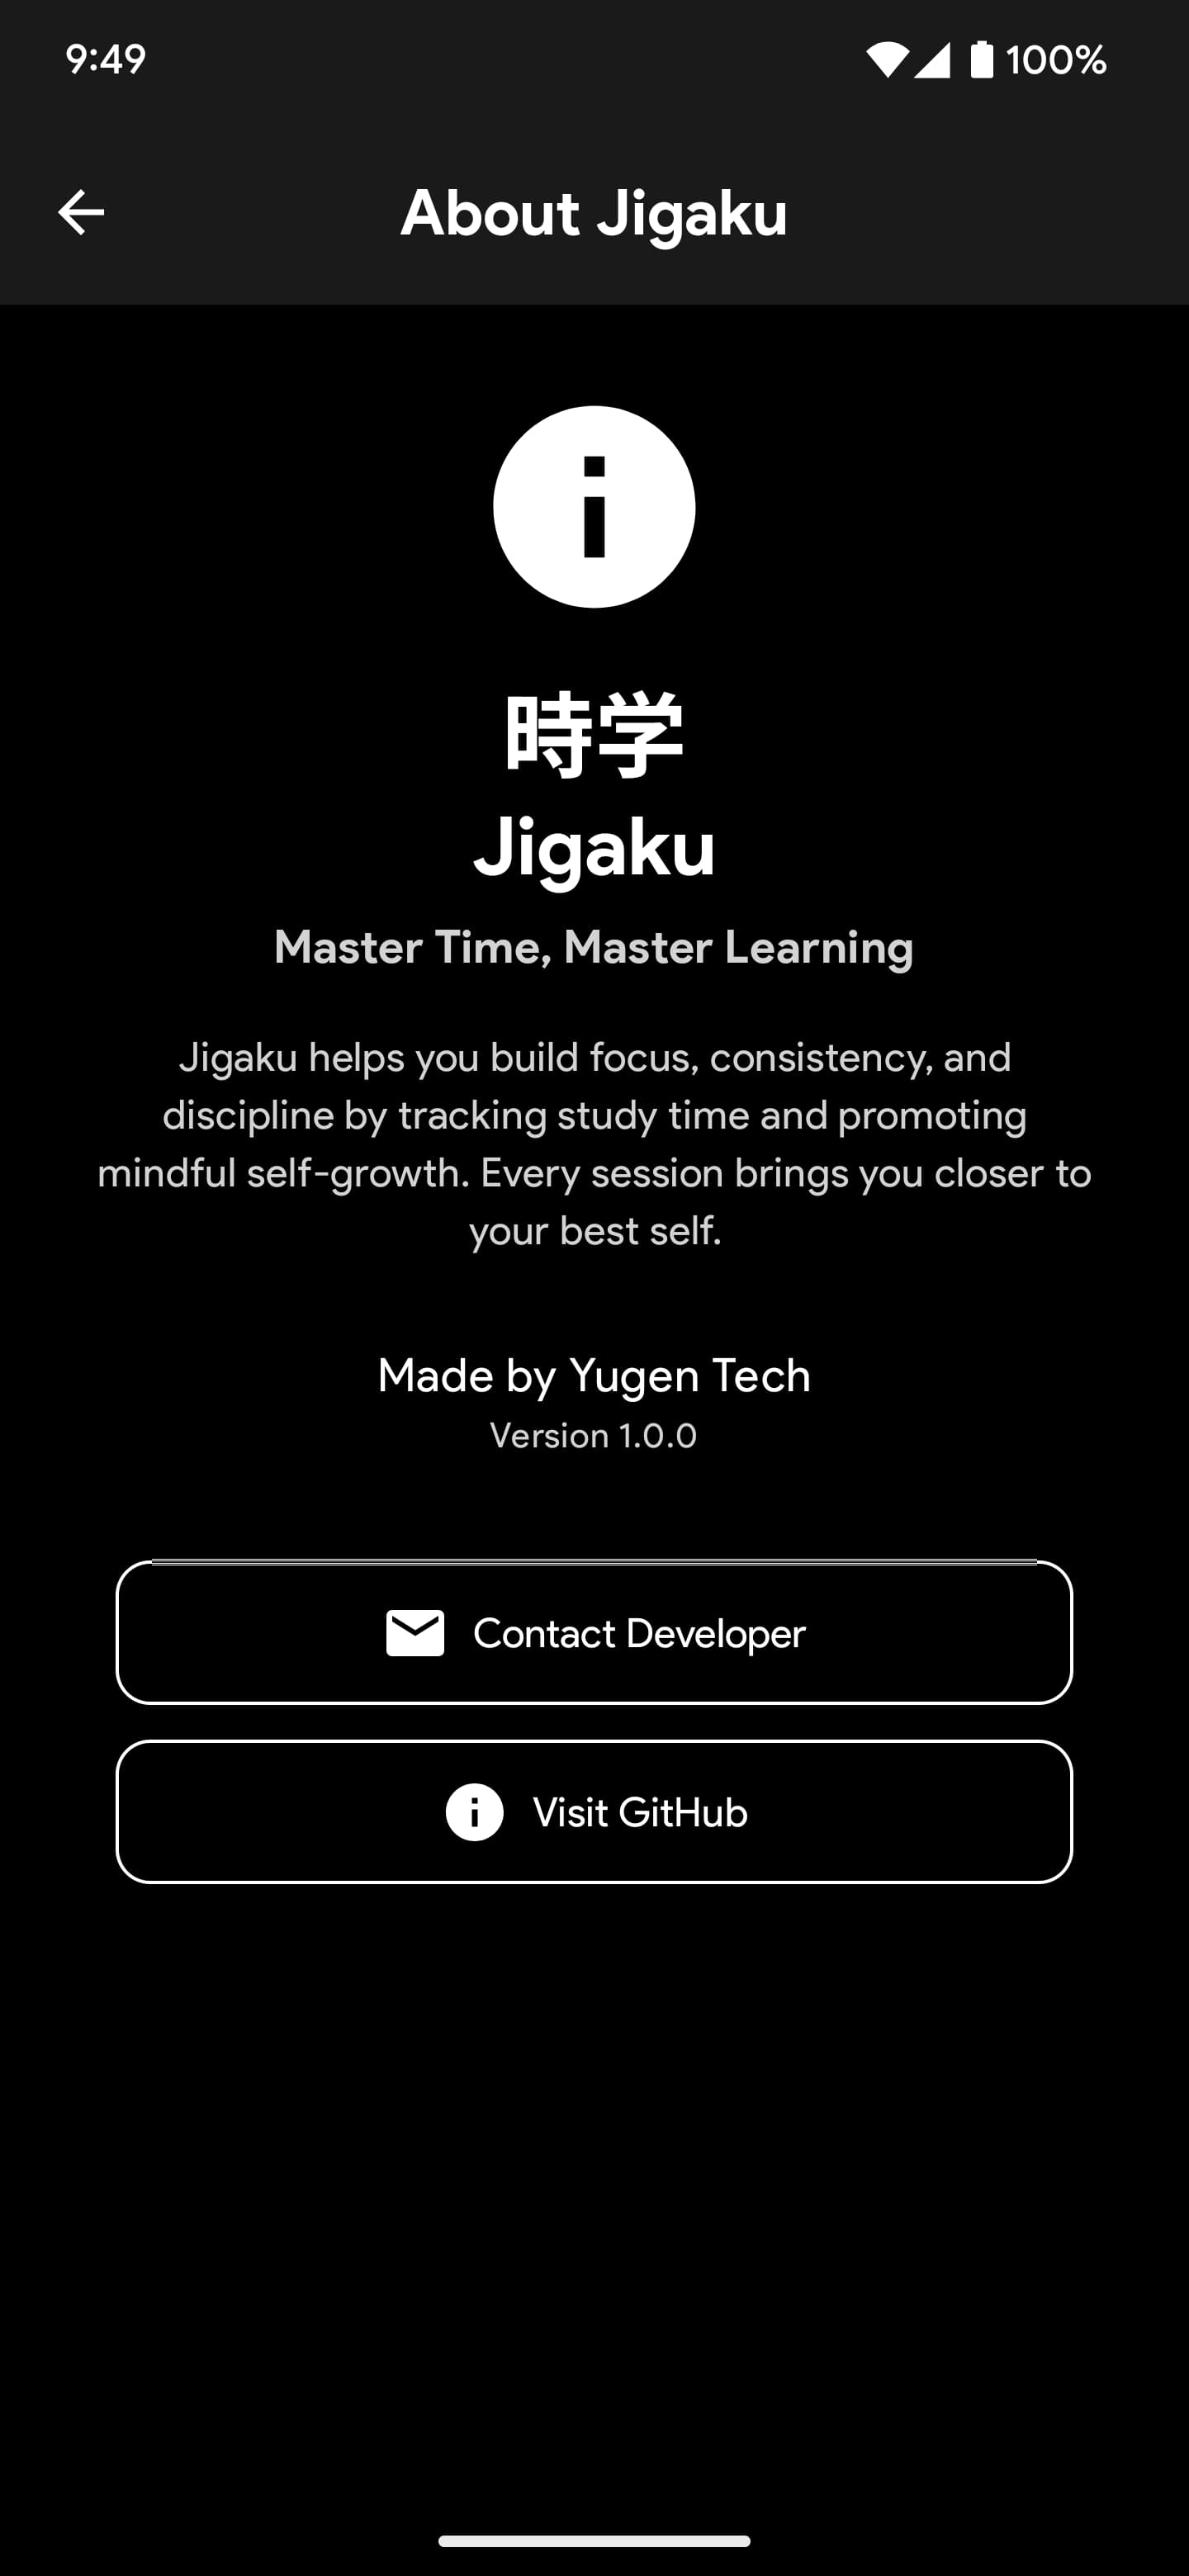 9:49
100%
About Jigaku
時学
Jigaku
Master Time, Master Learning
Jigaku helps you build focus, consistency, and
discipline by tracking study time and promoting
mindful self-growth. Every session brings you closer to
your best self.
Made by Yugen Tech
Version 1.0.0
Contact Developer
Visit GitHub